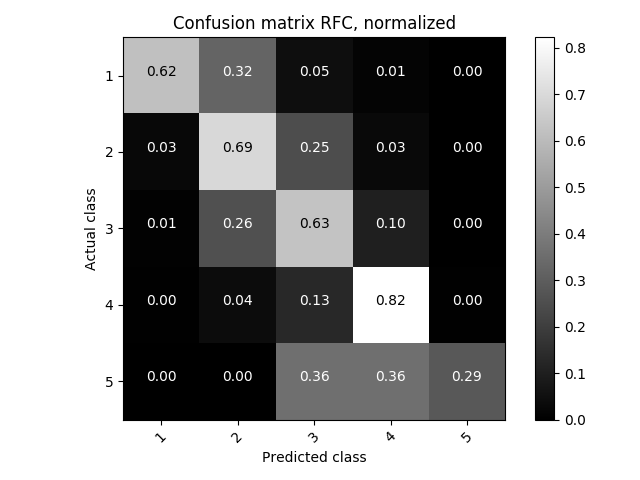 Confusion matrix RFC, normalized
Actual class
1 0.62 0.32 0.05 0.01 0.00
2 0.03 0.69 0.25 0.03 0.00
3 0.01 0.26 0.63 0.10 0.00
4 0.00 0.04 0.13 0.82 0.00
5 0.00 0.00 0.36 0.36 0.29
1 2 3 4 5
Predicted class
0.8
0.7
0.6
0.5
0.4
0.3
0.2
0.1
0.0